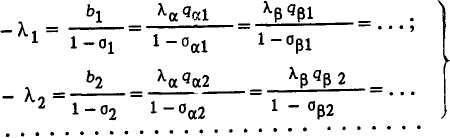 −λ₁ = b₁/(1−σ₁) = λ_α q_α1/(1−σ_α1) = λ_β q_β1/(1−σ_β1) = ...;
−λ₂ = b₂/(1−σ₂) = λ_α q_α2/(1−σ_α2) = λ_β q_β2/(1−σ_β2) = ...
. . . . . . . . . . . . . . . . . . . . . . . . . . . . . .